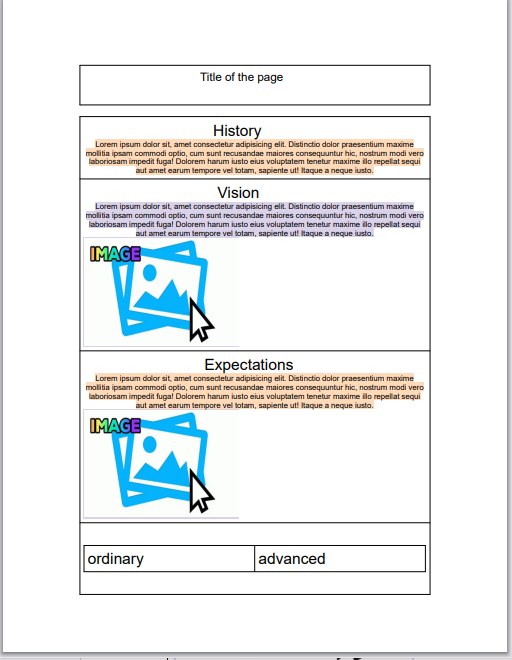 Title of the page
History
Lorem ipsum dolor sit, amet consectetur adipisicing elit. Distinctio dolor praesentium maxime
mollitia ipsam commodi optio, cum sunt recusandae maiores consequuntur hic, nostrum modi vero
laboriosam impedit fuga! Dolorem harum iusto eius voluptatem tenetur maxime illo repellat sequi
aut amet earum tempore vel totam, sapiente ut! Itaque a neque iusto.
Vision
Lorem ipsum dolor sit, amet consectetur adipisicing elit. Distinctio dolor praesentium maxime
mollitia ipsam commodi optio, cum sunt recusandae maiores consequuntur hic, nostrum modi vero
laboriosam impedit fuga! Dolorem harum iusto eius voluptatem tenetur maxime illo repellat sequi
aut amet earum tempore vel totam, sapiente ut! Itaque a neque iusto.
IMAGE
Expectations
Lorem ipsum dolor sit, amet consectetur adipisicing elit. Distinctio dolor praesentium maxime
mollitia ipsam commodi optio, cum sunt recusandae maiores consequuntur hic, nostrum modi vero
laboriosam impedit fuga! Dolorem harum iusto eius voluptatem tenetur maxime illo repellat sequi
aut amet earum tempore vel totam, sapiente ut! Itaque a neque iusto.
IMAGE
ordinary advanced